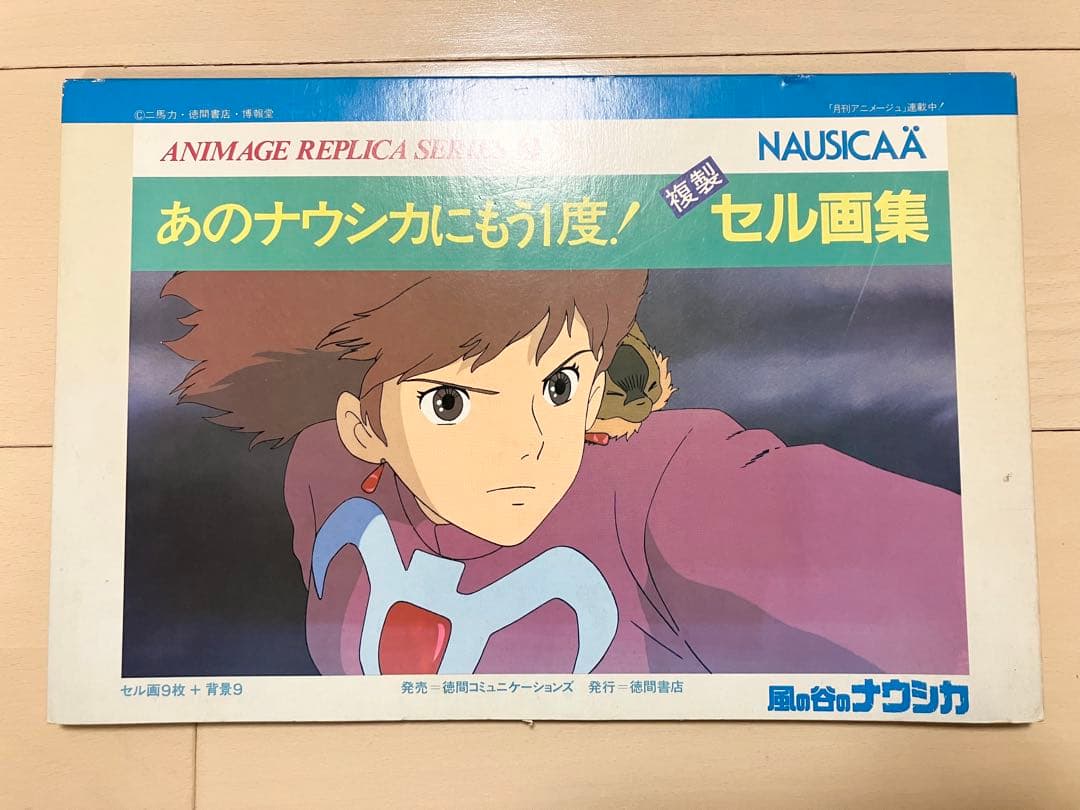 ©二馬力・徳間書店・博報堂
「月刊アニメージュ」連載中!
ANIMAGE REPLICA SERIES
NAUSICAÄ
あのナウシカにもう1度!
複製
セル画集
セル画9枚+背景9
発売=徳間コミュニケーションズ 発行=徳間書店
風の谷のナウシカ